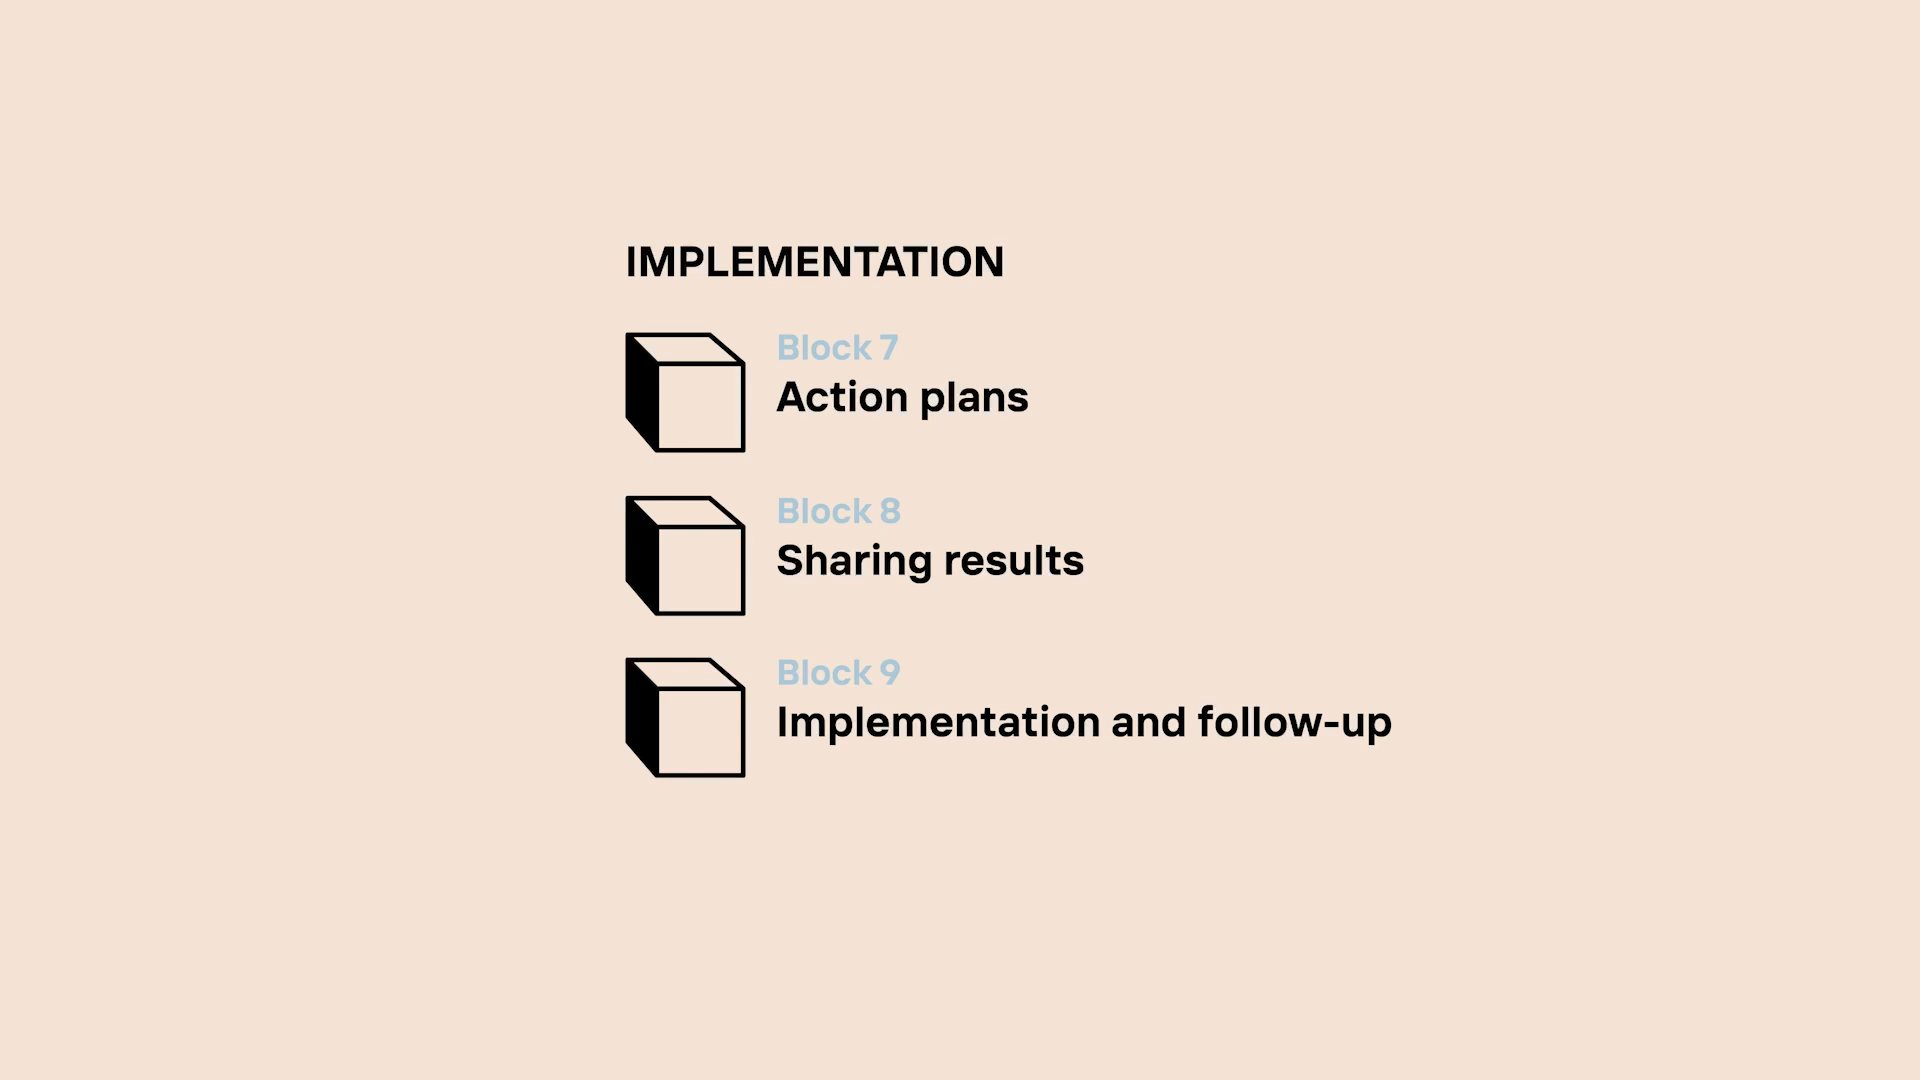 IMPLEMENTATION
Block 7
Action plans
Block 8
Sharing results
Block 9
Implementation and follow-up